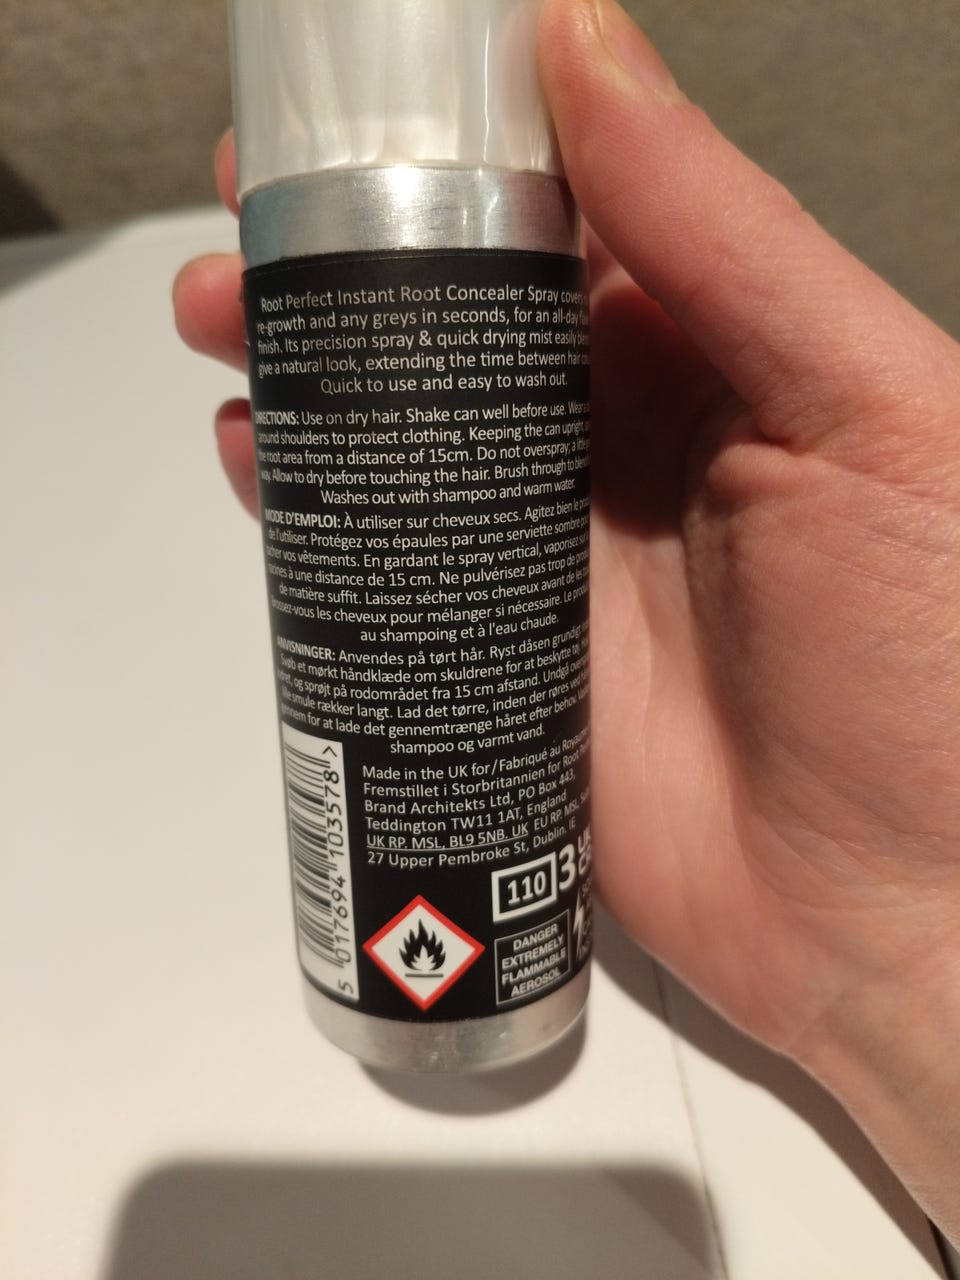 Root Perfect Instant Root Concealer Spray covers
re-growth and any greys in seconds, for an all-day
finish. Its precision spray & quick drying mist easily
give a natural look, extending the time between hair
Quick to use and easy to wash out.
DIRECTIONS: Use on dry hair. Shake can well before use. Wear
around shoulders to protect clothing. Keeping the can upright,
the root area from a distance of 15cm. Do not overspray; a little
way. Allow to dry before touching the hair. Brush through to
Washes out with shampoo and warm water.
MODE D'EMPLOI: À utiliser sur cheveux secs. Agitez bien le
de l'utiliser. Protégez vos épaules par une serviette sombre
tacher vos vêtements. En gardant le spray vertical, vaporisez
racines à une distance de 15 cm. Ne pulvérisez pas trop de
de matière suffit. Laissez sécher vos cheveux avant de les
brossez-vous les cheveux pour mélanger si nécessaire. Le
au shampoing et à l'eau chaude.
ANVISNINGER: Anvendes på tørt hår. Ryst dåsen grundigt
Svøb et mørkt håndklæde om skuldrene for at beskytte tøj.
og sprøjt på rodområdet fra 15 cm afstand. Undgå
smule rækker langt. Lad det tørre, inden der røres ved
igennem for at lade det gennemtrænge håret efter behov.
shampoo og varmt vand.
Made in the UK for/Fabriqué au
Fremstillet i Storbritannien for Root
Brand Architekts Ltd, PO Box 443,
Teddington TW11 1AT, England
UK RP. MSL, BL9 5NB. UK EU RP. MSL,
27 Upper Pembroke St, Dublin. IE
110 3
DANGER
EXTREMELY
FLAMMABLE
AEROSOL
5 017694 103578 >